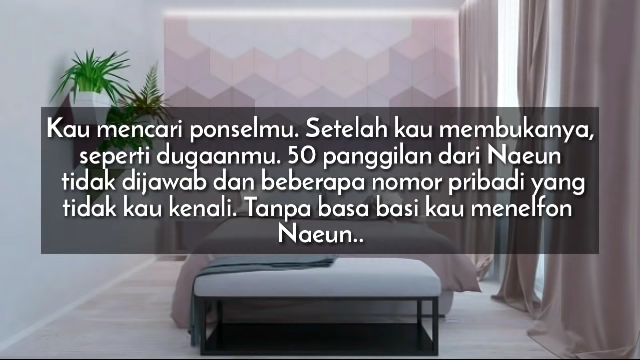 Kau mencari ponselmu. Setelah kau membukanya,
seperti dugaanmu. 50 panggilan dari Naeun
tidak dijawab dan beberapa nomor pribadi yang
tidak kau kenali. Tanpa basa basi kau menelfon
Naeun..